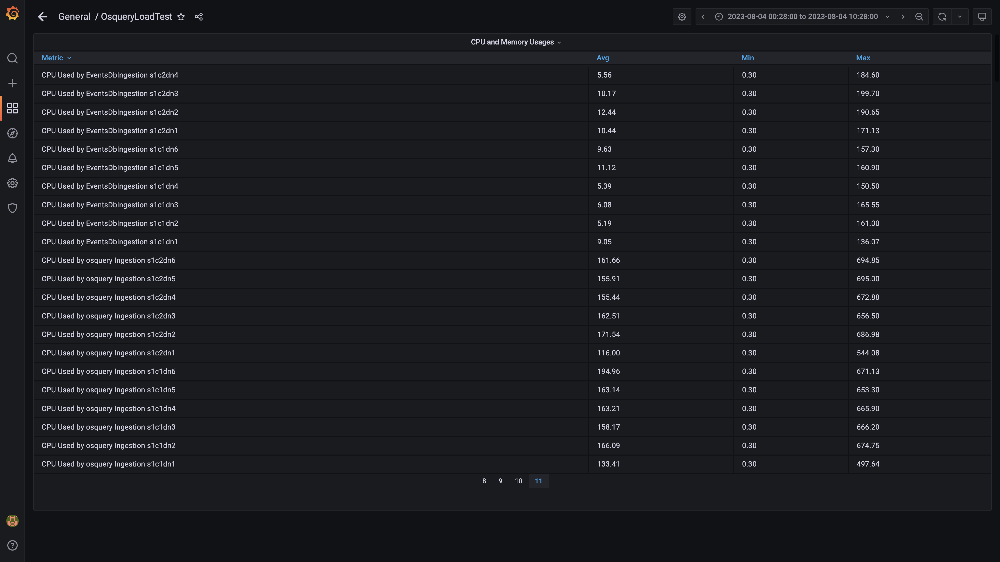 General / OsqueryLoadTest
2023-08-04 00:28:00 to 2023-08-04 10:28:00
CPU and Memory Usages
Metric Avg Min Max
CPU Used by EventsDbIngestion s1c2dn4 5.56 0.30 184.60
CPU Used by EventsDbIngestion s1c2dn3 10.17 0.30 199.70
CPU Used by EventsDbIngestion s1c2dn2 12.44 0.30 190.65
CPU Used by EventsDbIngestion s1c2dn1 10.44 0.30 171.13
CPU Used by EventsDbIngestion s1c1dn6 9.63 0.30 157.30
CPU Used by EventsDbIngestion s1c1dn5 11.12 0.30 160.90
CPU Used by EventsDbIngestion s1c1dn4 5.39 0.30 150.50
CPU Used by EventsDbIngestion s1c1dn3 6.08 0.30 165.55
CPU Used by EventsDbIngestion s1c1dn2 5.19 0.30 161.00
CPU Used by EventsDbIngestion s1c1dn1 9.05 0.30 136.07
CPU Used by osquery Ingestion s1c2dn6 161.66 0.30 694.85
CPU Used by osquery Ingestion s1c2dn5 155.91 0.30 695.00
CPU Used by osquery Ingestion s1c2dn4 155.44 0.30 672.88
CPU Used by osquery Ingestion s1c2dn3 162.51 0.30 656.50
CPU Used by osquery Ingestion s1c2dn2 171.54 0.30 686.98
CPU Used by osquery Ingestion s1c2dn1 116.00 0.30 544.08
CPU Used by osquery Ingestion s1c1dn6 194.96 0.30 671.13
CPU Used by osquery Ingestion s1c1dn5 163.14 0.30 653.30
CPU Used by osquery Ingestion s1c1dn4 163.21 0.30 665.90
CPU Used by osquery Ingestion s1c1dn3 158.17 0.30 666.20
CPU Used by osquery Ingestion s1c1dn2 166.09 0.30 674.75
CPU Used by osquery Ingestion s1c1dn1 133.41 0.30 497.64
8 9 10 11